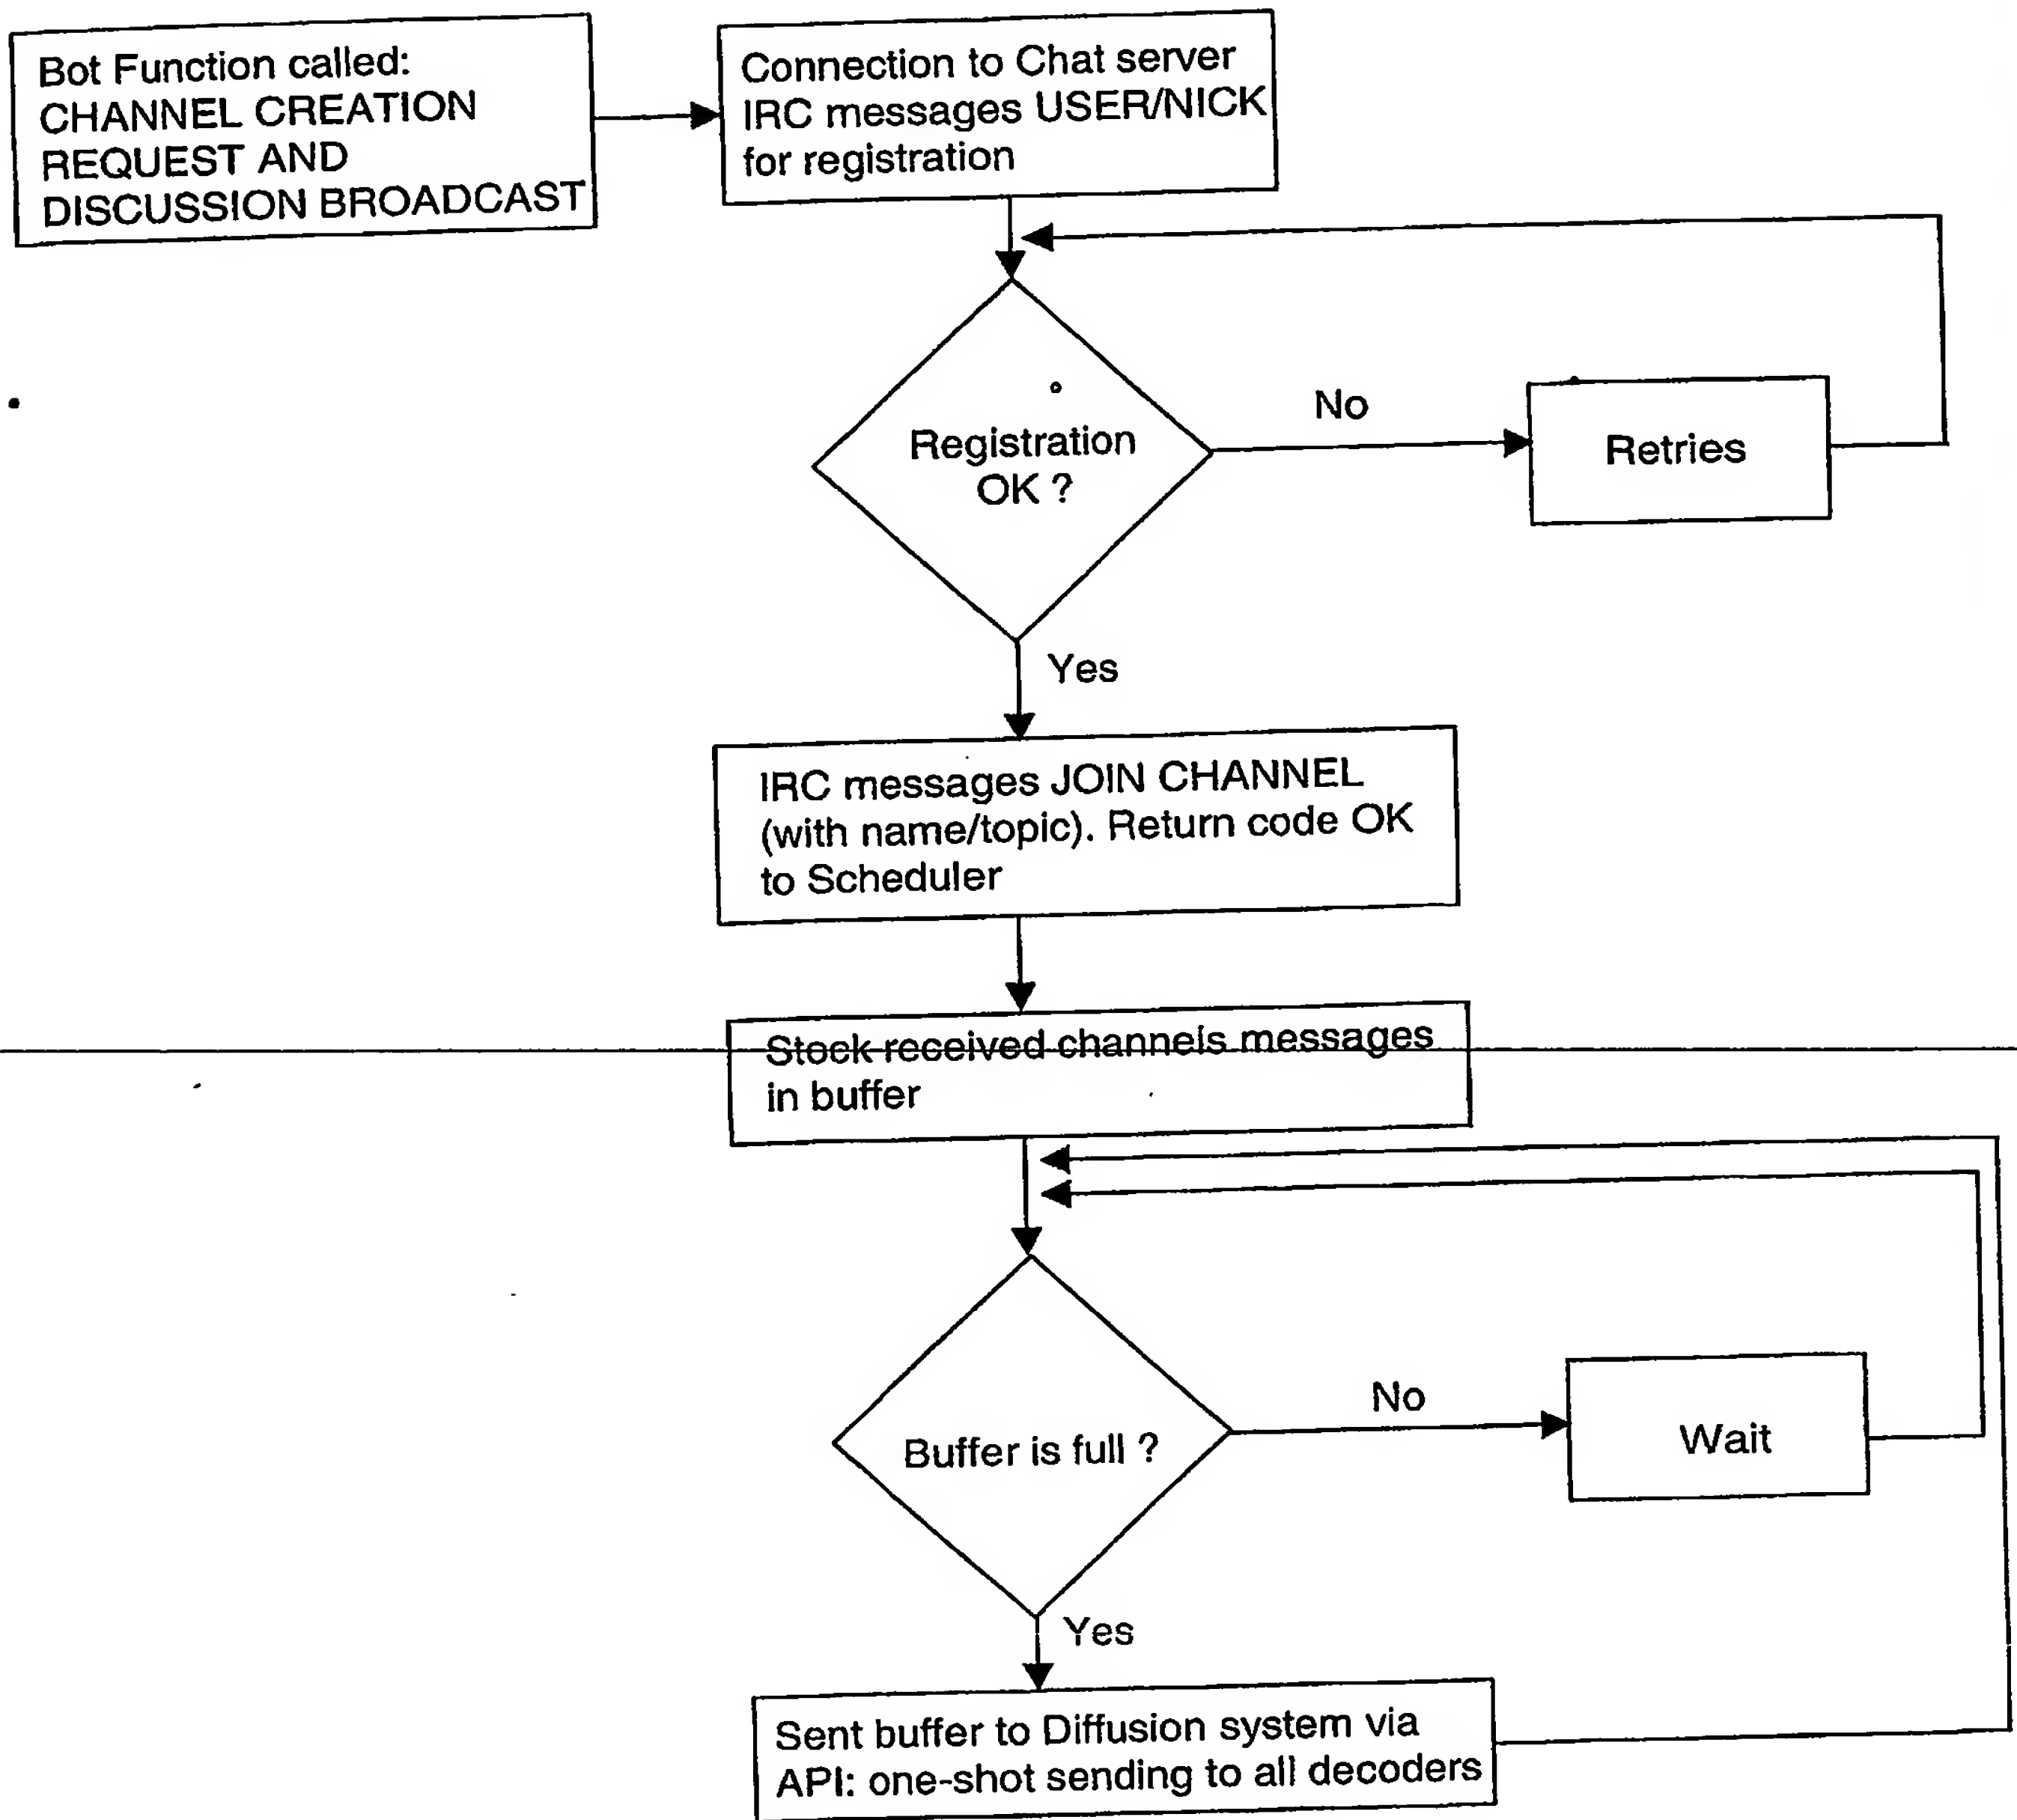 Bot Function called:
CHANNEL CREATION
REQUEST AND
DISCUSSION BROADCAST
Connection to Chat server
IRC messages USER/NICK
for registration
Registration
OK ?
No
Retries
Yes
IRC messages JOIN CHANNEL
(with name/topic). Return code OK
to Scheduler
Stock received channels messages
in buffer
Buffer is full ?
No
Wait
Yes
Sent buffer to Diffusion system via
API: one-shot sending to all decoders